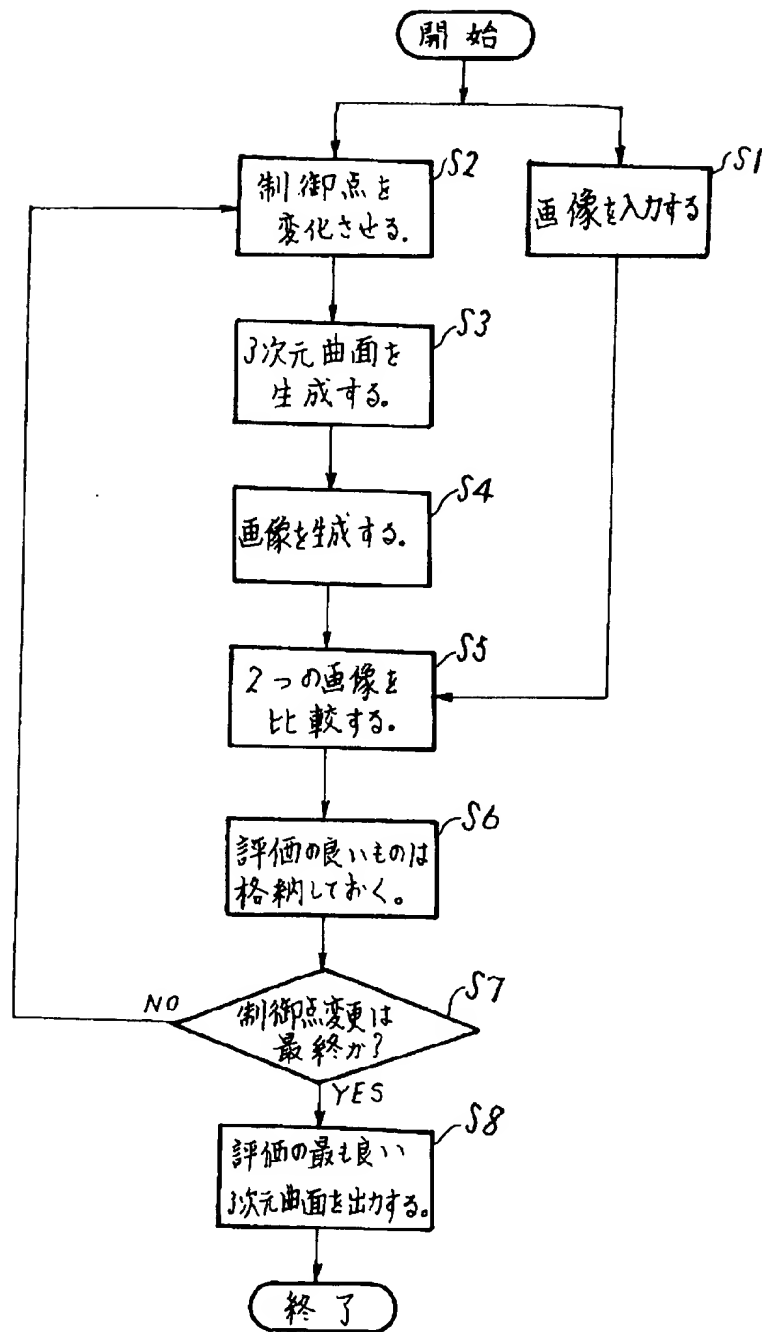 開始
S2
制御点を
変化させる.
S1
画像を入力する
S3
3次元曲面を
生成する。
S4
画像を生成する。
S5
2つの画像を
比較する。
S6
評価の良いものは
格納しておく。
S7
制御点変更は
最終か?
NO
YES
S8
評価の最も良い
3次元曲面を出力する。
終了